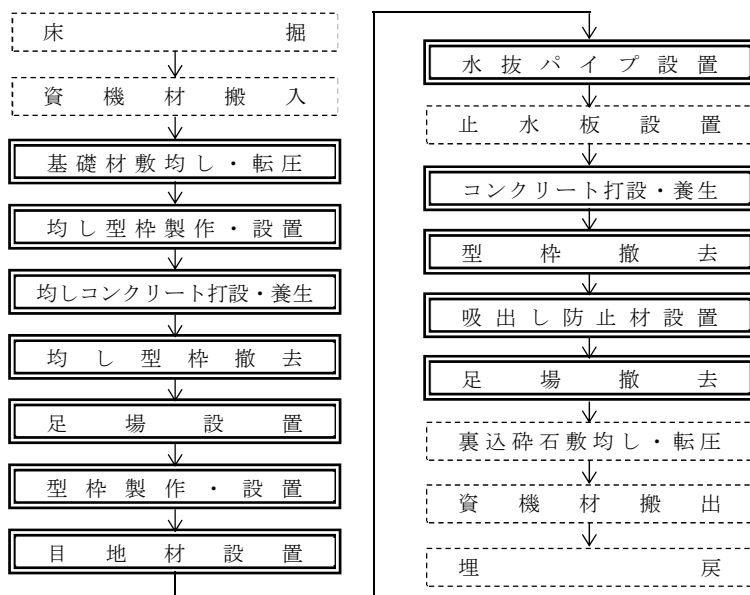 床掘
資機材搬入
基礎材敷均し・転圧
均し型枠製作・設置
均しコンクリート打設・養生
均し型枠撤去
足場設置
型枠製作・設置
目地材設置
水抜パイプ設置
止水板設置
コンクリート打設・養生
型枠撤去
吸出し防止材設置
足場撤去
裏込砕石敷均し・転圧
資機材搬出
埋戻